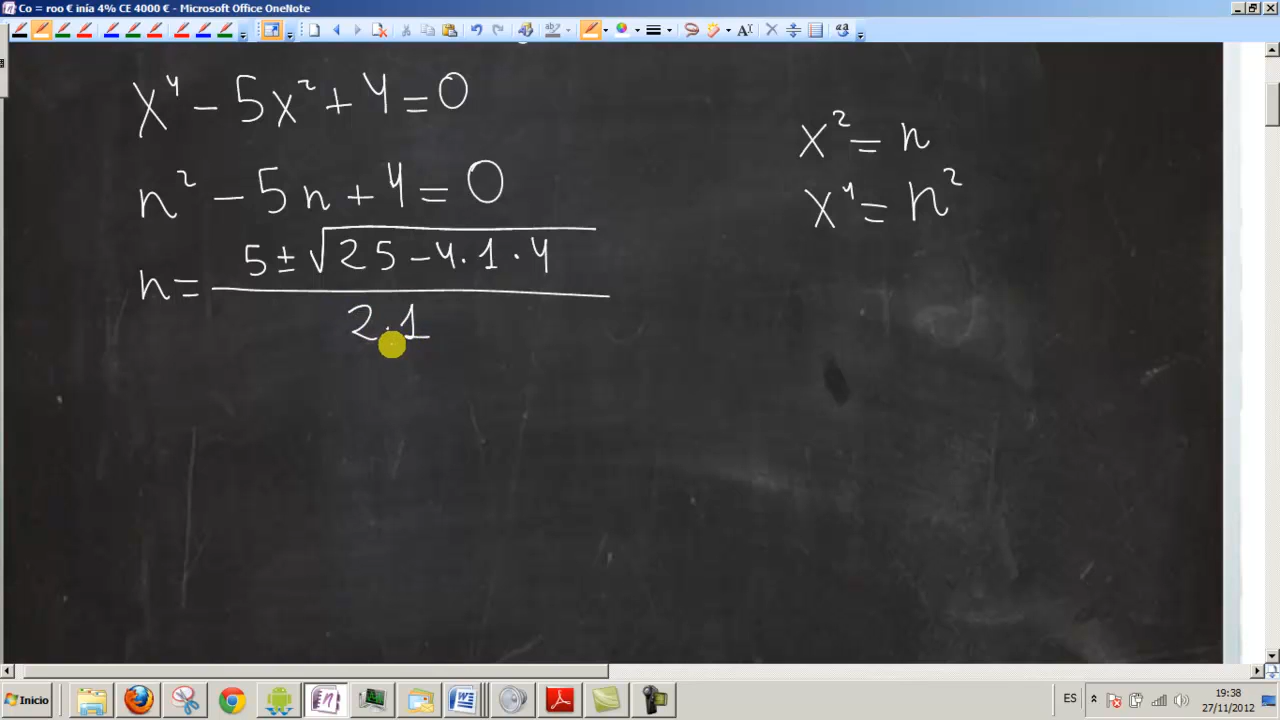 Co = roo € inía 4% CE 4000 € - Microsoft Office OneNote
x⁴ - 5x² + 4 = 0
x² = n
n² - 5n + 4 = 0
x⁴ = n²
n = (5 ± √(25 - 4·1·4)) / (2·1)
Inicio
ES
19:38
27/11/2012